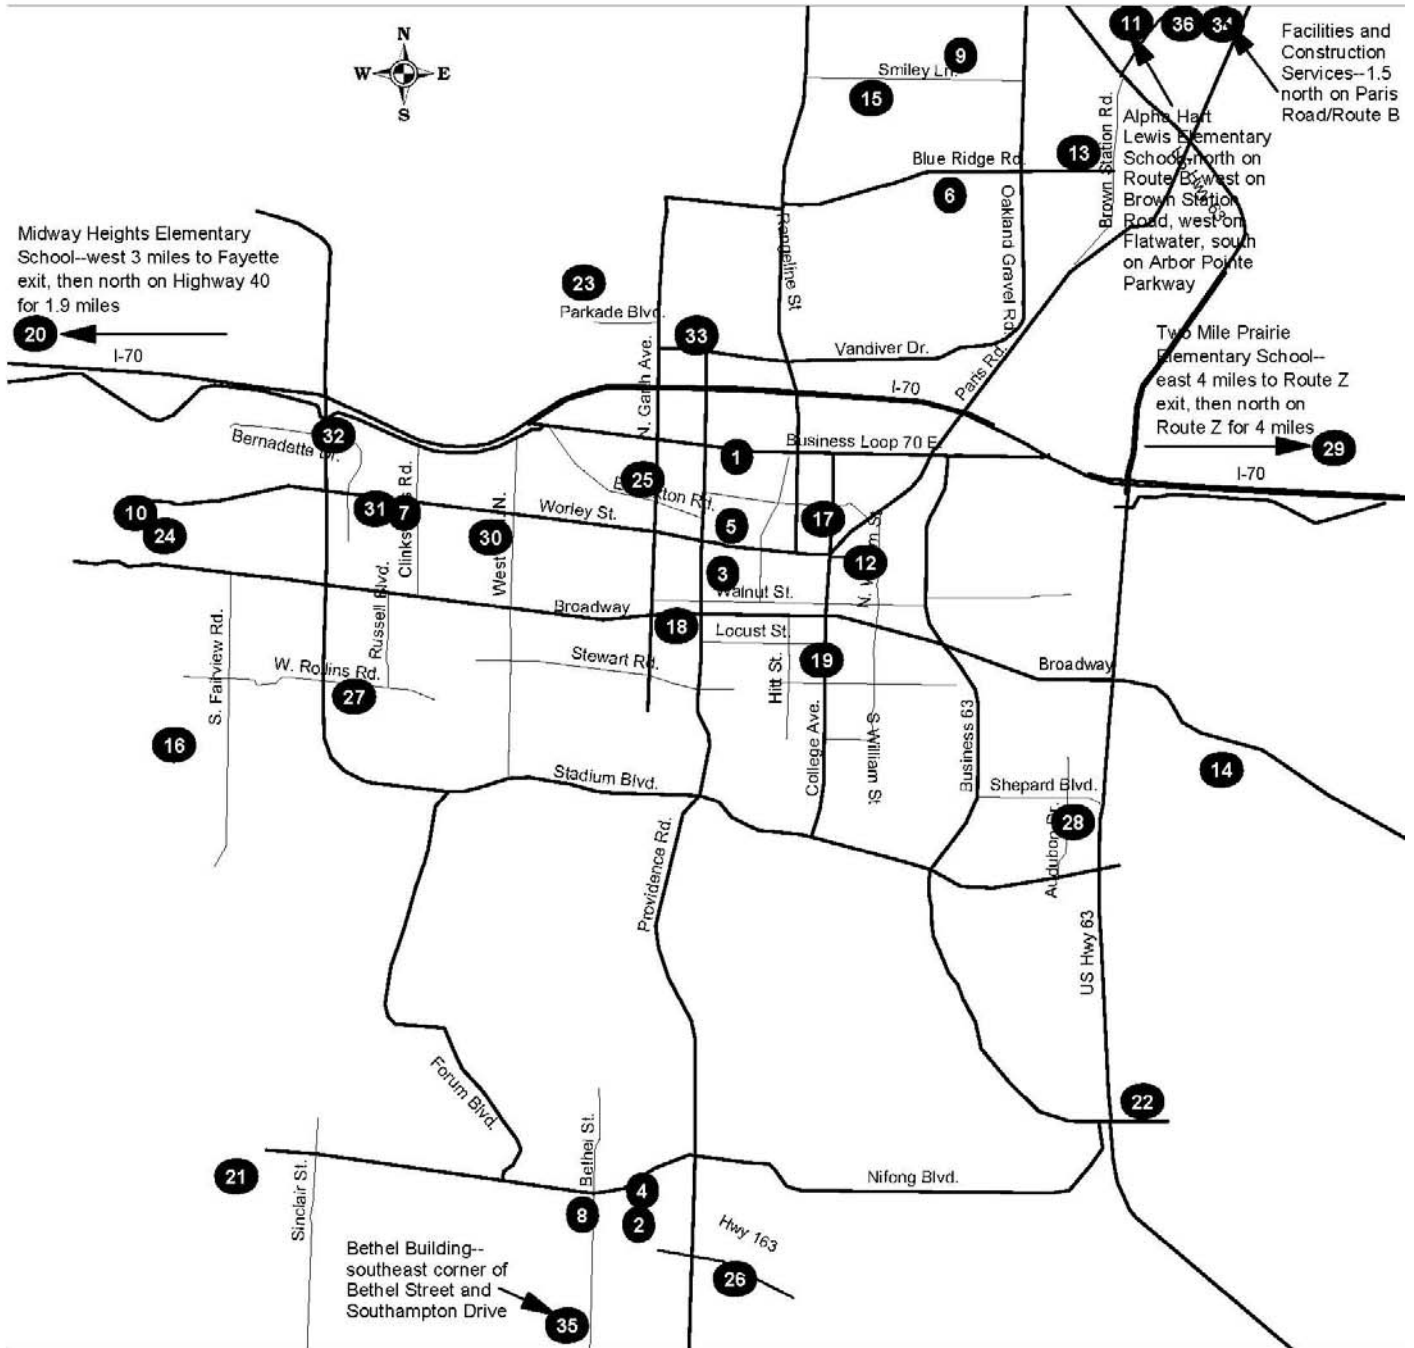 N
W E
S
11
36
34
Facilities and
Construction
Services--1.5
north on Paris
Road/Route B
9
Smiley Ln.
15
Brown Station Rd.
Alpha Hart
Lewis Elementary
School--north on
Route B, west on
Brown Station
Road, west on
Flatwater, south
on Arbor Pointe
Parkway
13
Blue Ridge Rd.
6
Oakland Gravel Rd.
Rangeline St
Midway Heights Elementary
School--west 3 miles to Fayette
exit, then north on Highway 40
for 1.9 miles
20
I-70
23
Parkade Blvd.
33
N. Garth Ave.
Vandiver Dr.
I-70
Paris Rd.
Two Mile Prairie
Elementary School--
east 4 miles to Route Z
exit, then north on
Route Z for 4 miles
29
I-70
32
Bernadette Dr.
Business Loop 70 E.
1
25
10
24
31
7
Rd.
30
West
Worley St.
5
17
12
3
Walnut St.
Russell Blvd.
Broadway
18
Locust St.
19
Stewart Rd.
Hitt St.
Broadway
S. Fairview Rd.
W. Rollins Rd.
27
16
College Ave.
S William St
Business 63
14
Stadium Blvd.
Shepard Blvd.
28
Audubon Dr.
Providence Rd.
US Hwy 63
Forum Blvd.
22
Bethel St.
21
Sinclair St.
4
8
2
Nifong Blvd.
Hwy 163
26
Bethel Building--
southeast corner of
Bethel Street and
Southampton Drive
35